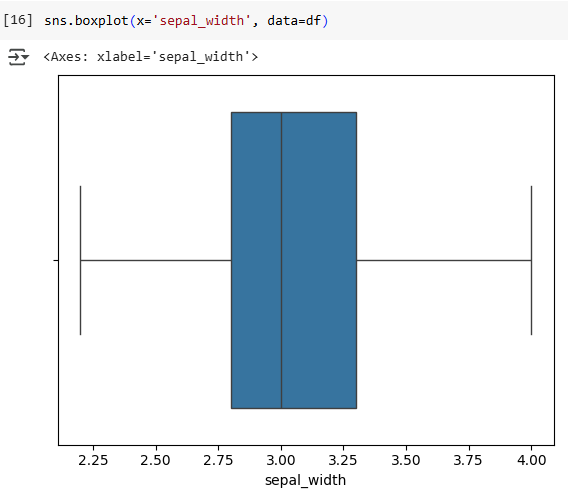 [16] sns.boxplot(x='sepal_width', data=df)
<Axes: xlabel='sepal_width'>
2.25 2.50 2.75 3.00 3.25 3.50 3.75 4.00
sepal_width